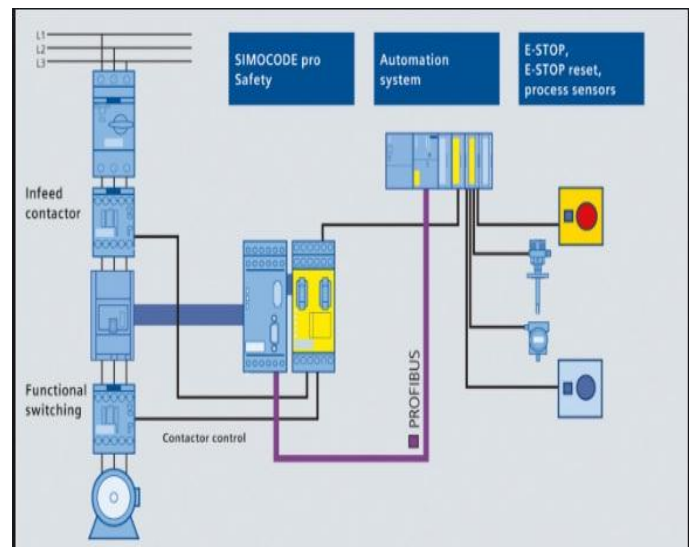 L1
L2
L3
SIMOCODE pro
Safety
Automation
system
E-STOP,
E-STOP reset,
process sensors
Infeed
contactor
PROFIBUS
Functional
switching
Contactor control